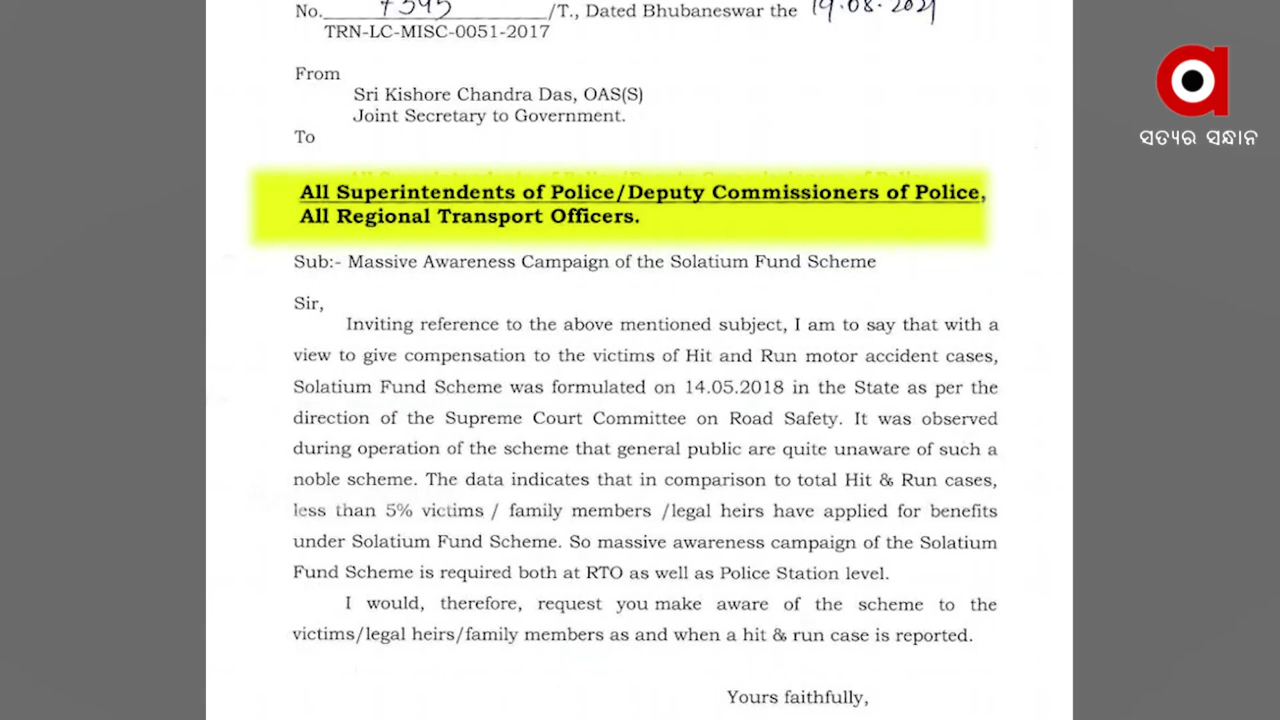 No. 7595 /T., Dated Bhubaneswar the 19.08.2021
TRN-LC-MISC-0051-2017
From
Sri Kishore Chandra Das, OAS(S)
Joint Secretary to Government.
To
All Superintendents of Police/Deputy Commissioners of Police,
All Regional Transport Officers.
Sub:- Massive Awareness Campaign of the Solatium Fund Scheme
Sir,
Inviting reference to the above mentioned subject, I am to say that with a
view to give compensation to the victims of Hit and Run motor accident cases,
Solatium Fund Scheme was formulated on 14.05.2018 in the State as per the
direction of the Supreme Court Committee on Road Safety. It was observed
during operation of the scheme that general public are quite unaware of such a
noble scheme. The data indicates that in comparison to total Hit & Run cases,
less than 5% victims / family members /legal heirs have applied for benefits
under Solatium Fund Scheme. So massive awareness campaign of the Solatium
Fund Scheme is required both at RTO as well as Police Station level.
I would, therefore, request you make aware of the scheme to the
victims/legal heirs/family members as and when a hit & run case is reported.
Yours faithfully,
ସତ୍ୟର ସନ୍ଧାନ